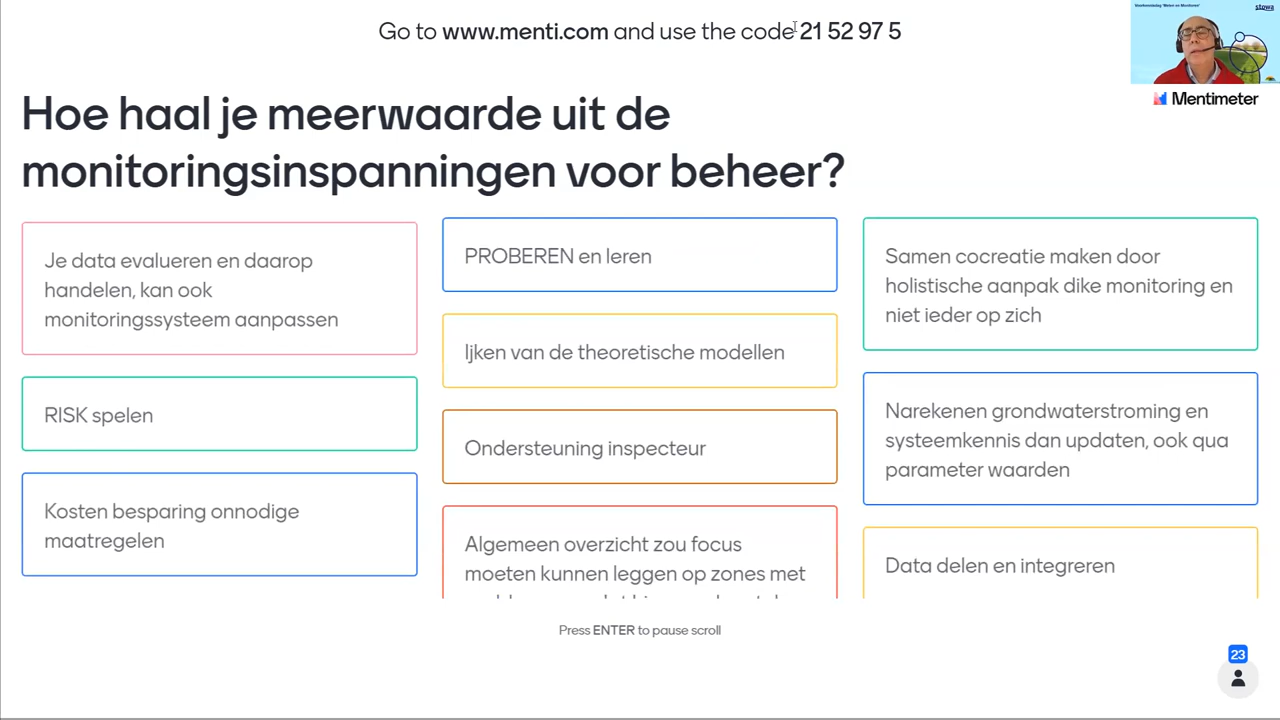 Go to www.menti.com and use the code 21 52 97 5
stowa
Mentimeter
Hoe haal je meerwaarde uit de
monitoringsinspanningen voor beheer?
Je data evalueren en daarop
handelen, kan ook
monitoringssysteem aanpassen
RISK spelen
Kosten besparing onnodige
maatregelen
PROBEREN en leren
Ijken van de theoretische modellen
Ondersteuning inspecteur
Algemeen overzicht zou focus
moeten kunnen leggen op zones met
Samen cocreatie maken door
holistische aanpak dike monitoring en
niet ieder op zich
Narekenen grondwaterstroming en
systeemkennis dan updaten, ook qua
parameter waarden
Data delen en integreren
Press ENTER to pause scroll
23